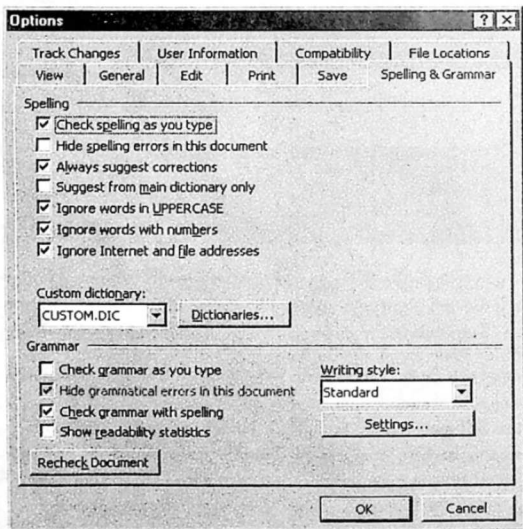 Options ? X
Track Changes User Information Compatibility File Locations
View General Edit Print Save Spelling & Grammar
Spelling
Check spelling as you type
Hide spelling errors in this document
Always suggest corrections
Suggest from main dictionary only
Ignore words in UPPERCASE
Ignore words with numbers
Ignore Internet and file addresses
Custom dictionary:
CUSTOM.DIC Dictionaries...
Grammar
Check grammar as you type Writing style:
Hide grammatical errors in this document Standard
Check grammar with spelling
Show readability statistics Settings...
Recheck Document
OK Cancel